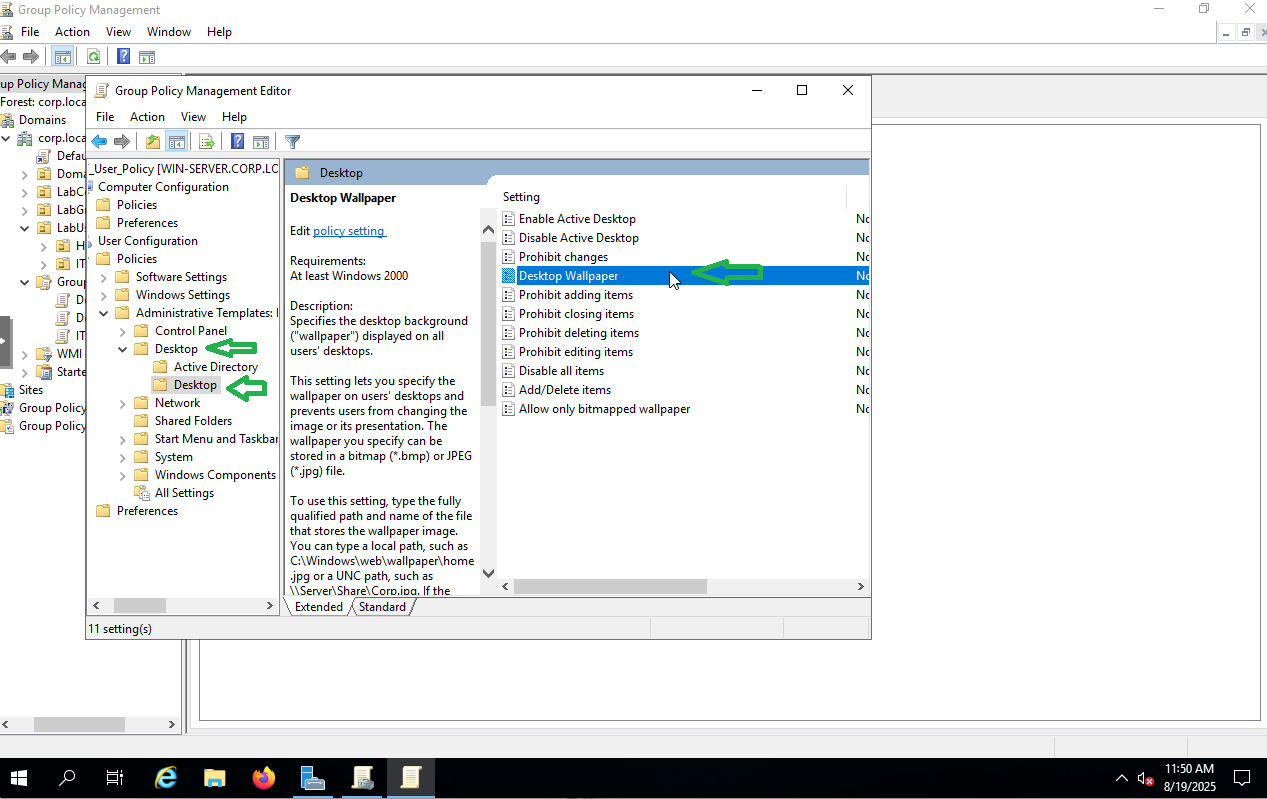 Group Policy Management
File Action View Window Help
up Policy Manag
Forest: corp.loca
Domains
corp.loca
Defau
Doma
LabC
LabGr
LabUs
H
IT
Group
De
De
IT
WMI
Starte
Sites
Group Policy
Group Policy
Group Policy Management Editor
File Action View Help
_User_Policy [WIN-SERVER.CORP.LO
Computer Configuration
Policies
Preferences
User Configuration
Policies
Software Settings
Windows Settings
Administrative Templates:
Control Panel
Desktop
Active Directory
Desktop
Network
Shared Folders
Start Menu and Taskbar
System
Windows Components
All Settings
Preferences
Desktop
Desktop Wallpaper
Edit policy setting
Requirements:
At least Windows 2000
Description:
Specifies the desktop background
("wallpaper") displayed on all
users' desktops.
This setting lets you specify the
wallpaper on users' desktops and
prevents users from changing the
image or its presentation. The
wallpaper you specify can be
stored in a bitmap (*.bmp) or JPEG
(*.jpg) file.
To use this setting, type the fully
qualified path and name of the file
that stores the wallpaper image.
You can type a local path, such as
C:\Windows\web\wallpaper\home
.jpg or a UNC path, such as
\\Server\Share\Corp.jpg. If the
Setting
Enable Active Desktop No
Disable Active Desktop No
Prohibit changes No
Desktop Wallpaper No
Prohibit adding items No
Prohibit closing items No
Prohibit deleting items No
Prohibit editing items No
Disable all items No
Add/Delete items No
Allow only bitmapped wallpaper No
Extended Standard
11 setting(s)
11:50 AM
8/19/2025